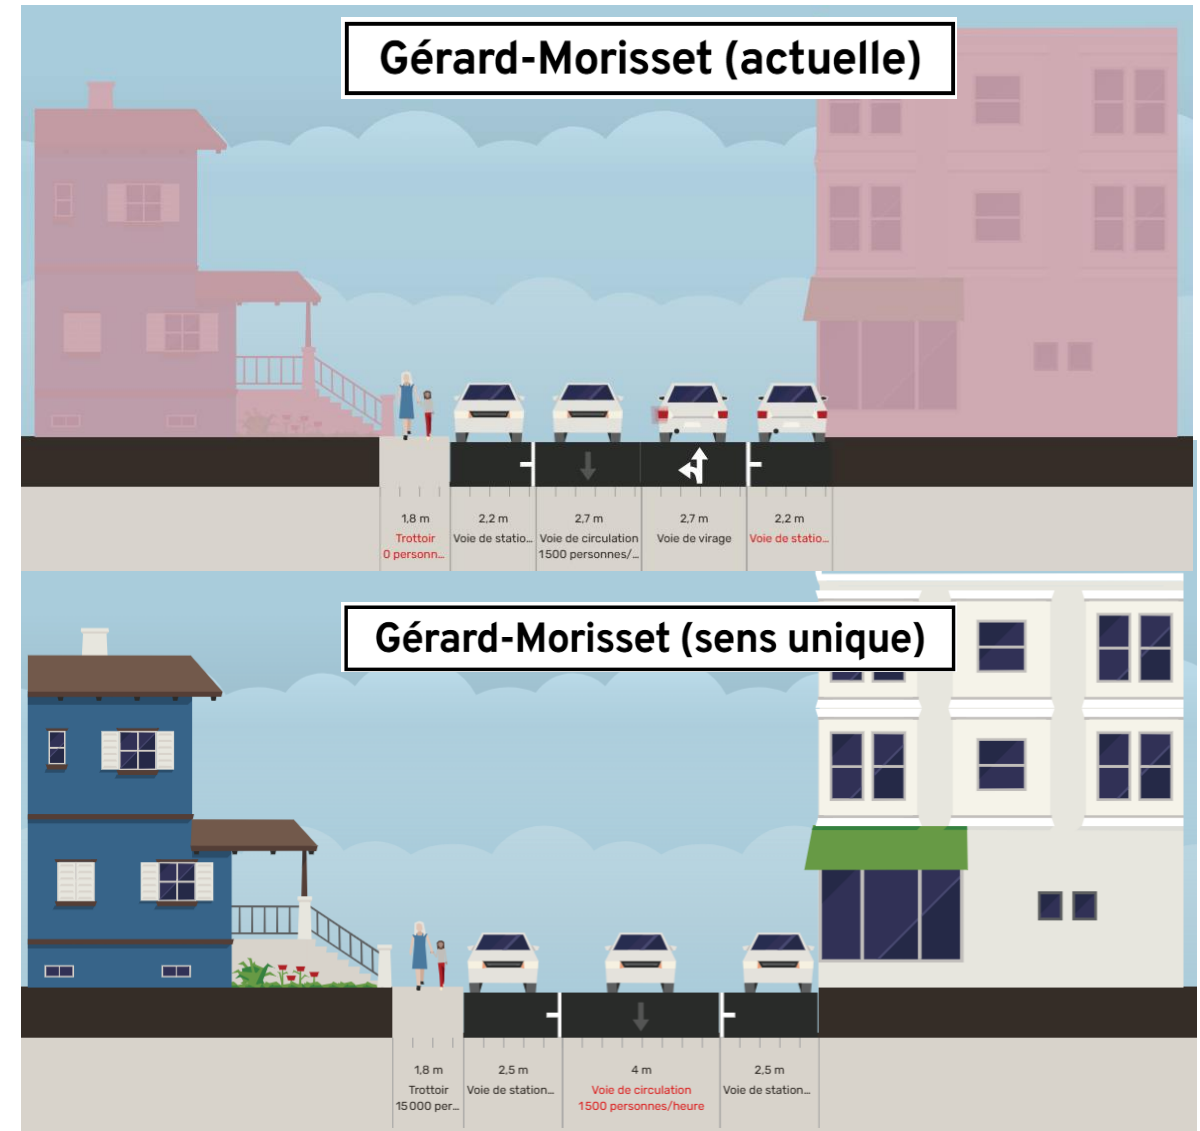 Gérard-Morisset (actuelle)
1,8 m
Trottoir
0 personn...
2,2 m
Voie de statio...
2,7 m
Voie de circulation
1500 personnes/...
2,7 m
Voie de virage
2,2 m
Voie de statio...
Gérard-Morisset (sens unique)
1,8 m
Trottoir
15000 per...
2,5 m
Voie de station...
4 m
Voie de circulation
1500 personnes/heure
2,5 m
Voie de station...